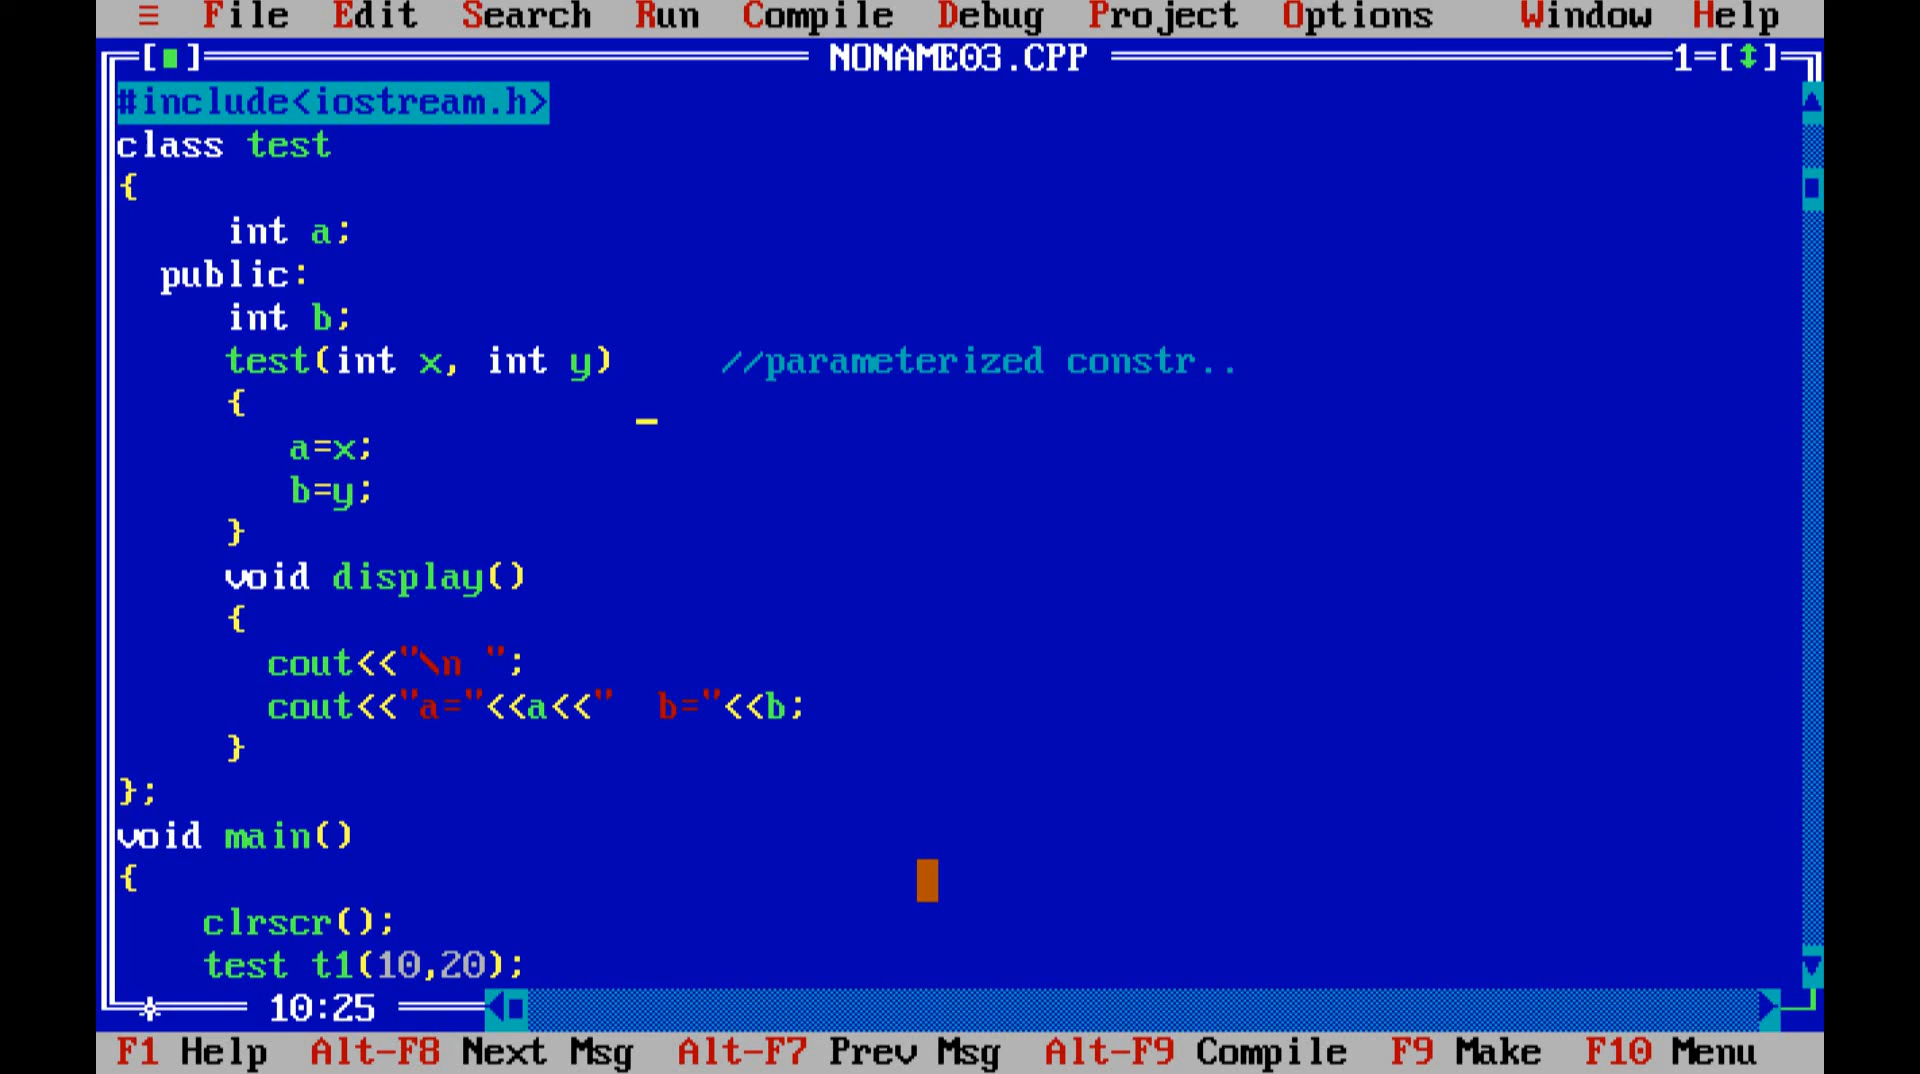 ≡ File Edit Search Run Compile Debug Project Options Window Help
[■] NONAME03.CPP 1=[↕]
#include<iostream.h>
class test
{
int a;
public:
int b;
test(int x, int y) //parameterized constr..
{
a=x;
b=y;
}
void display()
{
cout<<"\n ";
cout<<"a="<<a<<"  b="<<b;
}
};
void main()
{
clrscr();
test t1(10,20);
10:25
F1 Help Alt-F8 Next Msg Alt-F7 Prev Msg Alt-F9 Compile F9 Make F10 Menu